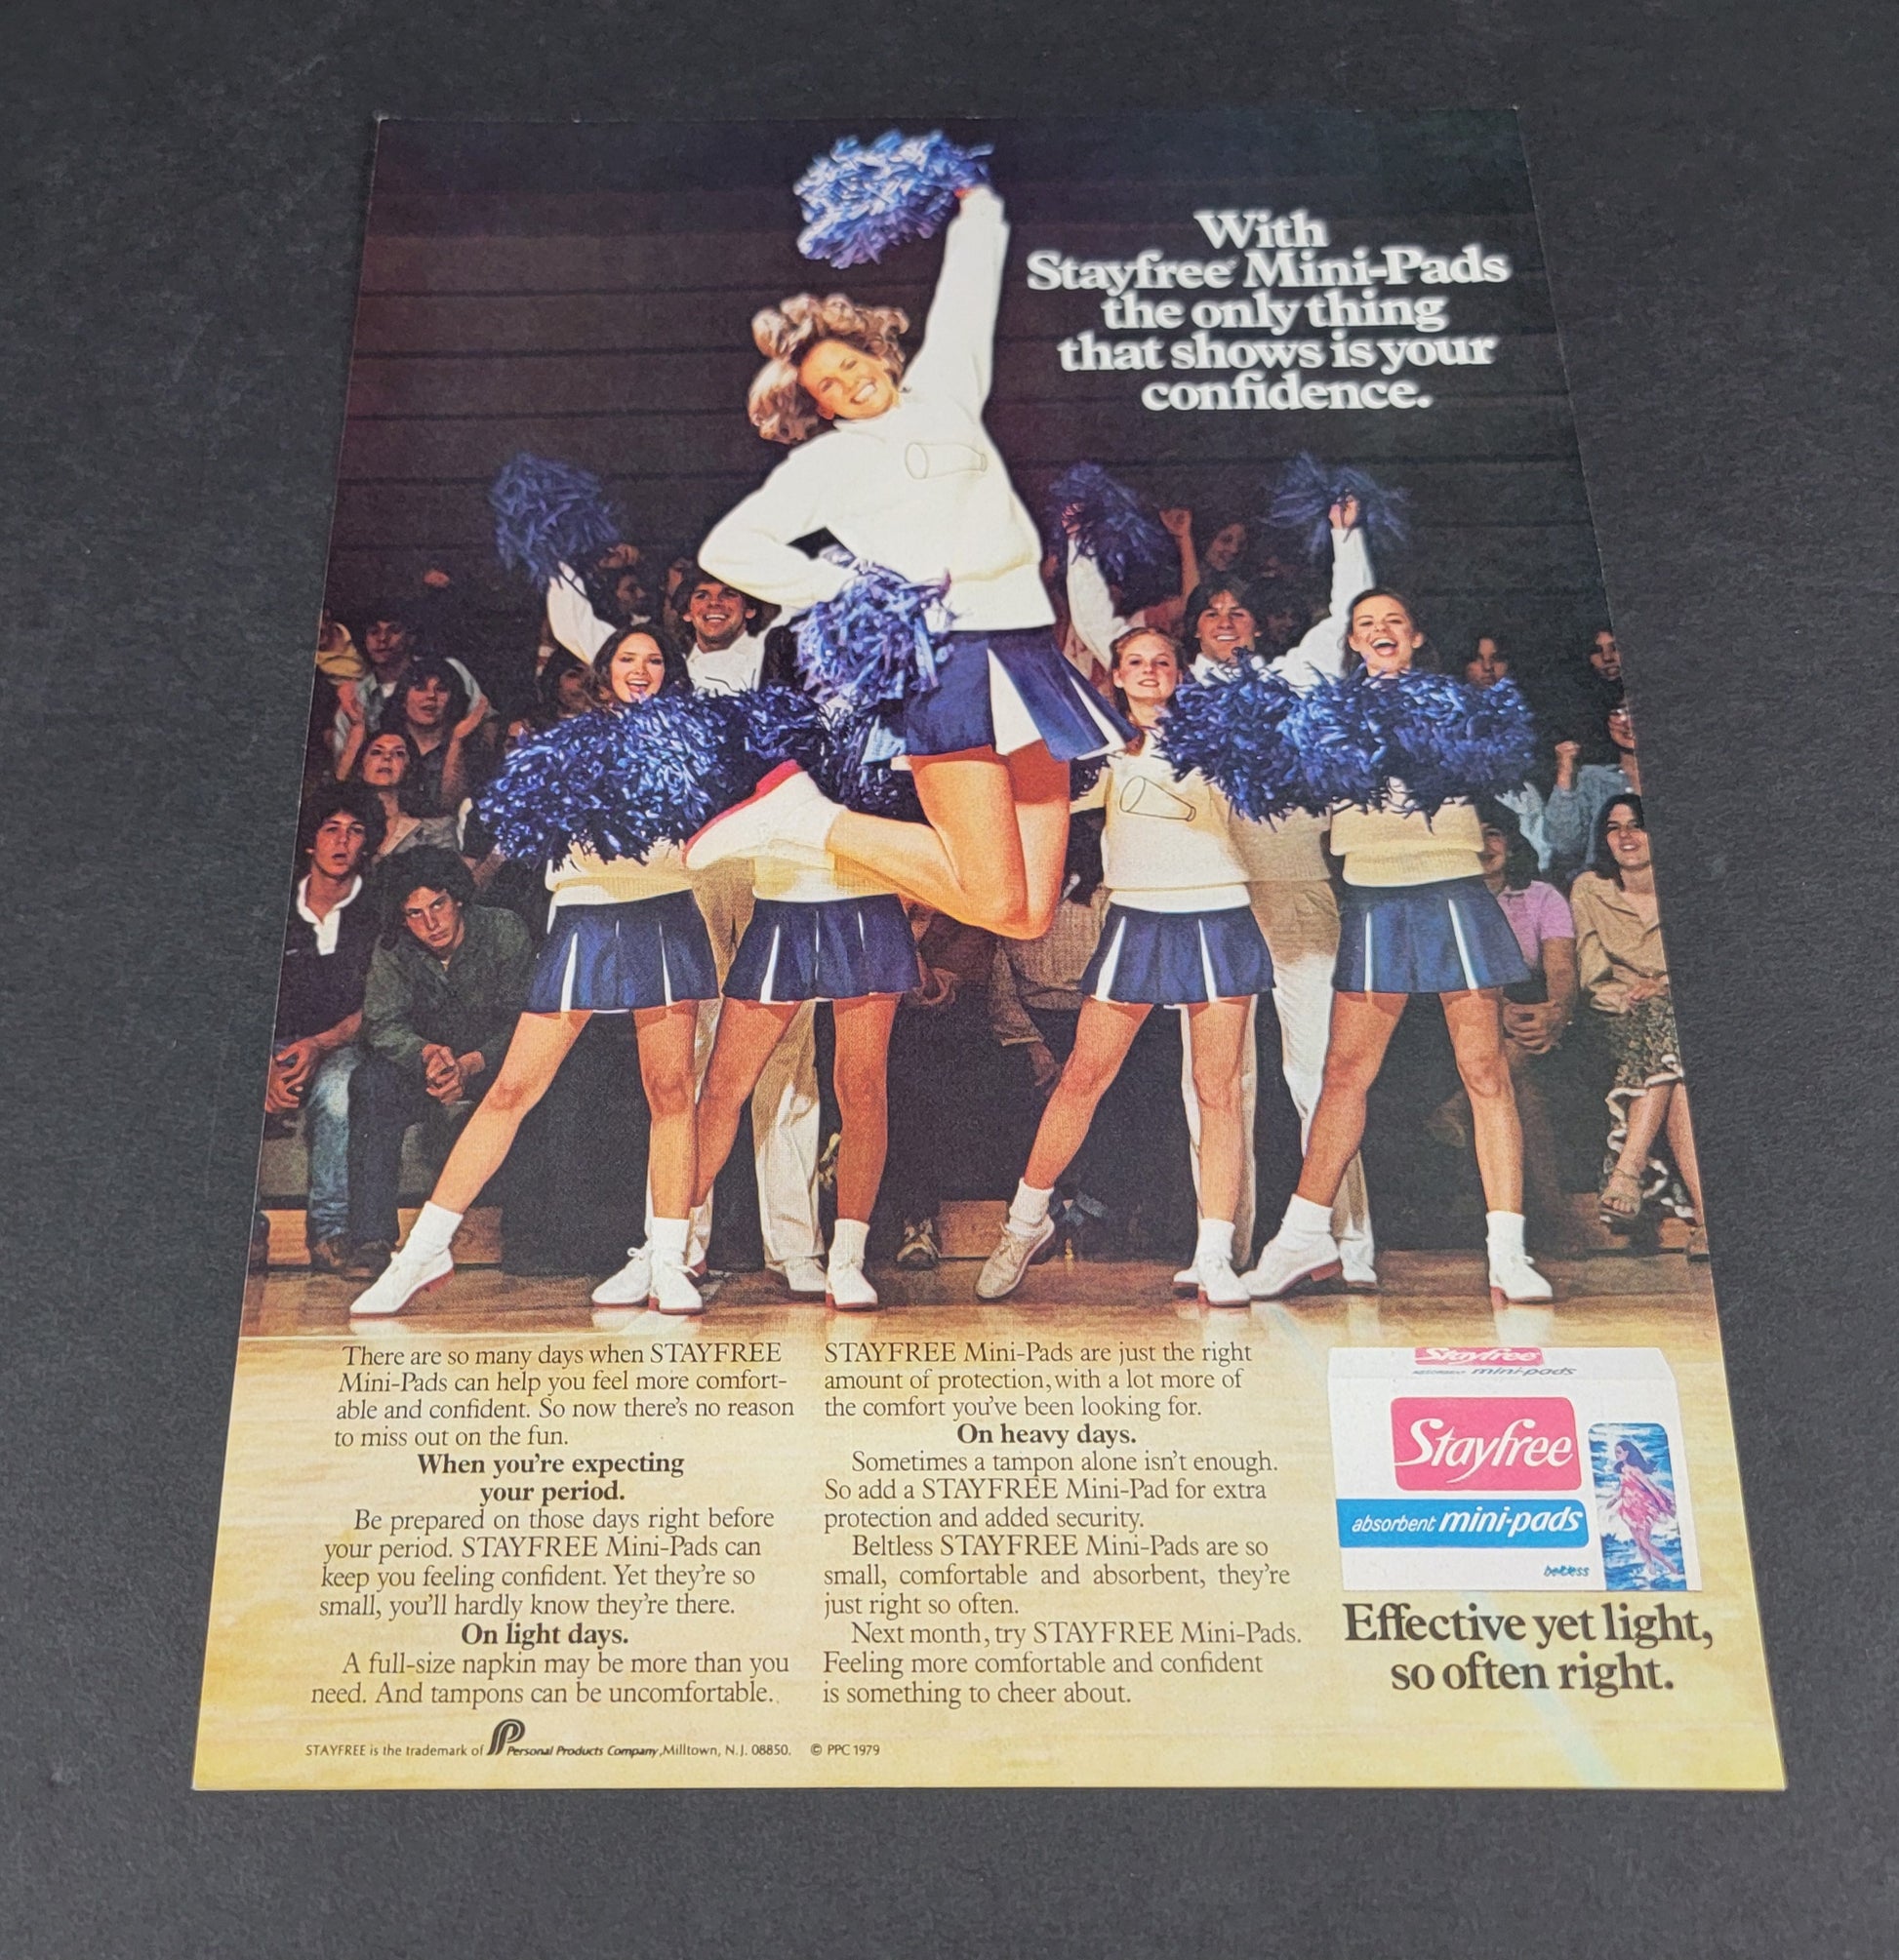 With
Stayfree Mini-Pads
the only thing
that shows is your
confidence.
There are so many days when STAYFREE
Mini-Pads can help you feel more comfort-
able and confident. So now there's no reason
to miss out on the fun.
When you're expecting
your period.
Be prepared on those days right before
your period. STAYFREE Mini-Pads can
keep you feeling confident. Yet they're so
small, you'll hardly know they're there.
On light days.
A full-size napkin may be more than you
need. And tampons can be uncomfortable.
STAYFREE Mini-Pads are just the right
amount of protection, with a lot more of
the comfort you've been looking for.
On heavy days.
Sometimes a tampon alone isn't enough.
So add a STAYFREE Mini-Pad for extra
protection and added security.
Beltless STAYFREE Mini-Pads are so
small, comfortable and absorbent, they're
just right so often.
Next month, try STAYFREE Mini-Pads.
Feeling more comfortable and confident
is something to cheer about.
Stayfree
absorbent mini-pads
Stayfree
absorbent mini-pads
beltless
Effective yet light,
so often right.
STAYFREE is the trademark of Personal Products Company, Milltown, N.J. 08850. © PPC 1979